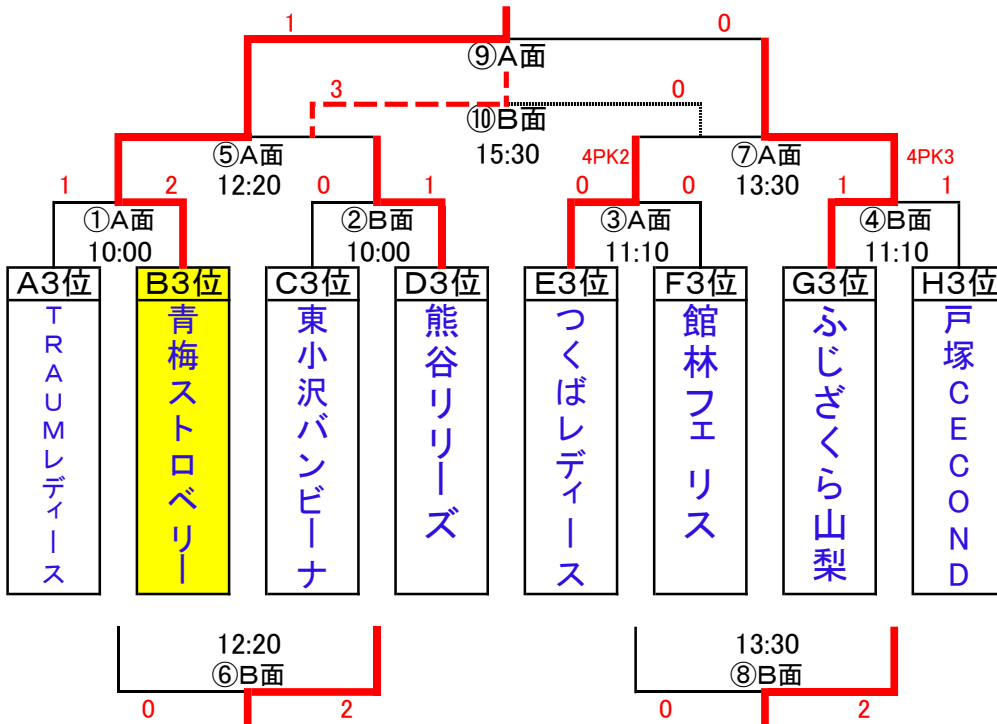 1 0
⑨A面
3 0
⑩B面
⑤A面 15:30 4PK2 ⑦A面 4PK3
12:20 13:30
1 2 0 1 0 0 1 1
①A面 ②B面 ③A面 ④B面
10:00 10:00 11:10 11:10
A3位 B3位 C3位 D3位 E3位 F3位 G3位 H3位
TRAUMレディース
青梅ストロベリー
東小沢バンビーナ
熊谷リリーズ
つくばレディース
館林フェリス
ふじざくら山梨
戸塚CECOND
12:20 13:30
⑥B面 ⑧B面
0 2 0 2